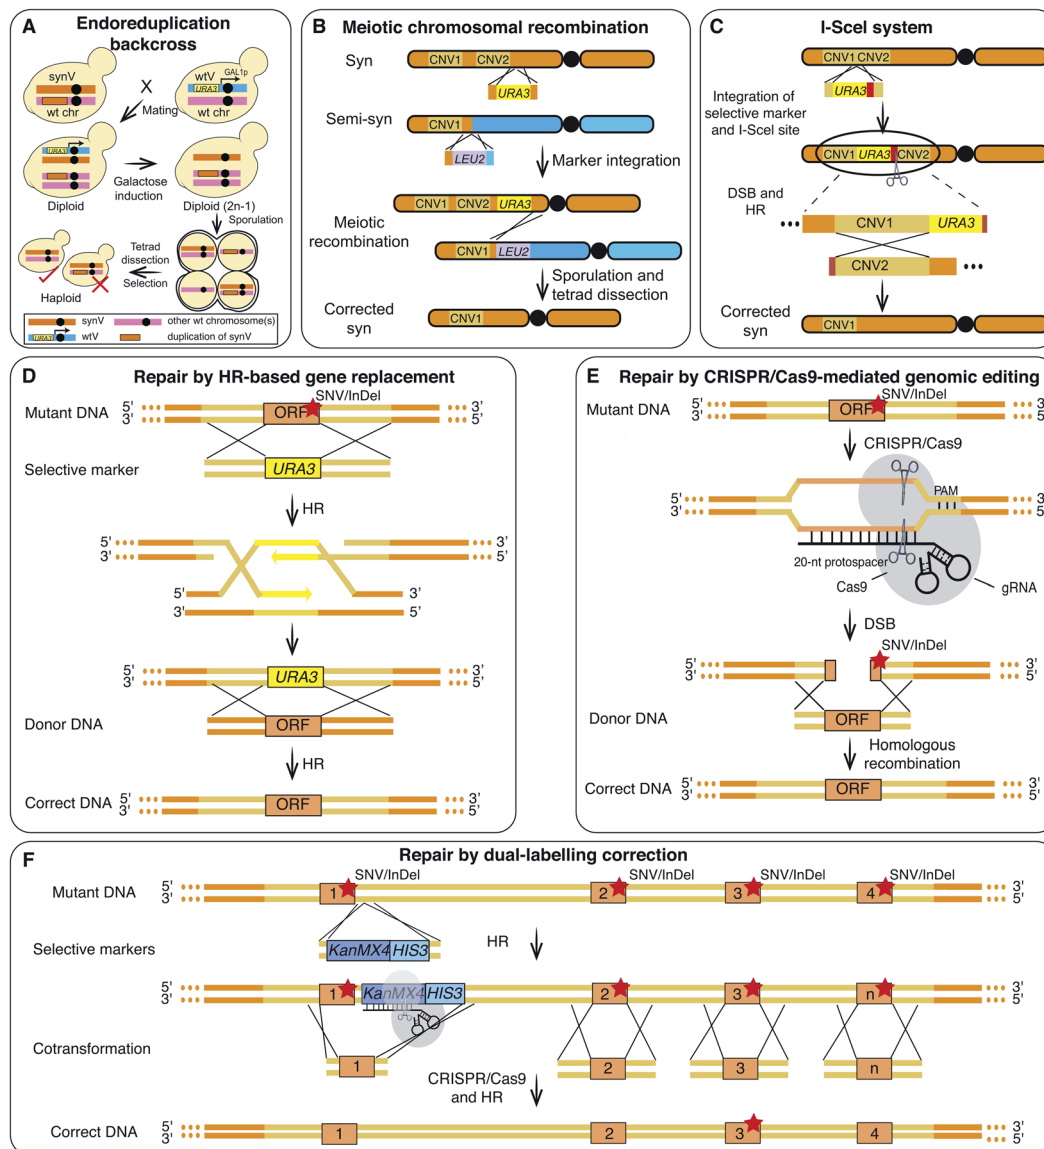 A Endoreduplication
backcross
synV
wt chr
X
Mating
wtV
GAL1p
URA3
wt chr
URA3
Diploid
Galactose
induction
Diploid (2n-1)
Sporulation
Tetrad
dissection
Selection
Haploid
synV
other wt chromosome(s)
URA3
wtV
duplication of synV
B Meiotic chromosomal recombination
Syn
CNV1 CNV2
URA3
Semi-syn
CNV1
LEU2
Marker integration
CNV1 CNV2 URA3
Meiotic
recombination
CNV1 LEU2
Sporulation and
tetrad dissection
Corrected
syn
CNV1
C I-SceI system
CNV1 CNV2
URA3
Integration of
selective marker
and I-SceI site
CNV1 URA3 CNV2
DSB and
HR
CNV1 URA3
CNV2
Corrected
syn
CNV1
D Repair by HR-based gene replacement
SNV/InDel
Mutant DNA 5' ORF 3'
3' 5'
Selective marker URA3
HR
5' 3'
3' 5'
5' 3'
3' 5'
5' URA3 3'
3' 5'
Donor DNA ORF
HR
Correct DNA 5' ORF 3'
3' 5'
E Repair by CRISPR/Cas9-mediated genomic editing
SNV/InDel
Mutant DNA 5' ORF 3'
3' 5'
CRISPR/Cas9
PAM
5' 3'
3' 5'
20-nt protospacer
Cas9
gRNA
DSB
SNV/InDel
5' 3'
3' 5'
Donor DNA ORF
Homologous
recombination
Correct DNA 5' ORF 3'
3' 5'
F Repair by dual-labelling correction
SNV/InDel SNV/InDel SNV/InDel SNV/InDel
Mutant DNA 5' 1 2 3 4 3'
3' 5'
Selective markers KanMX4 HIS3 HR
5' 1 KanMX4 HIS3 2 3 n 3'
3' 5'
Cotransformation 1 2 3 n
CRISPR/Cas9
and HR
Correct DNA 5' 1 2 3 4 3'
3' 5'